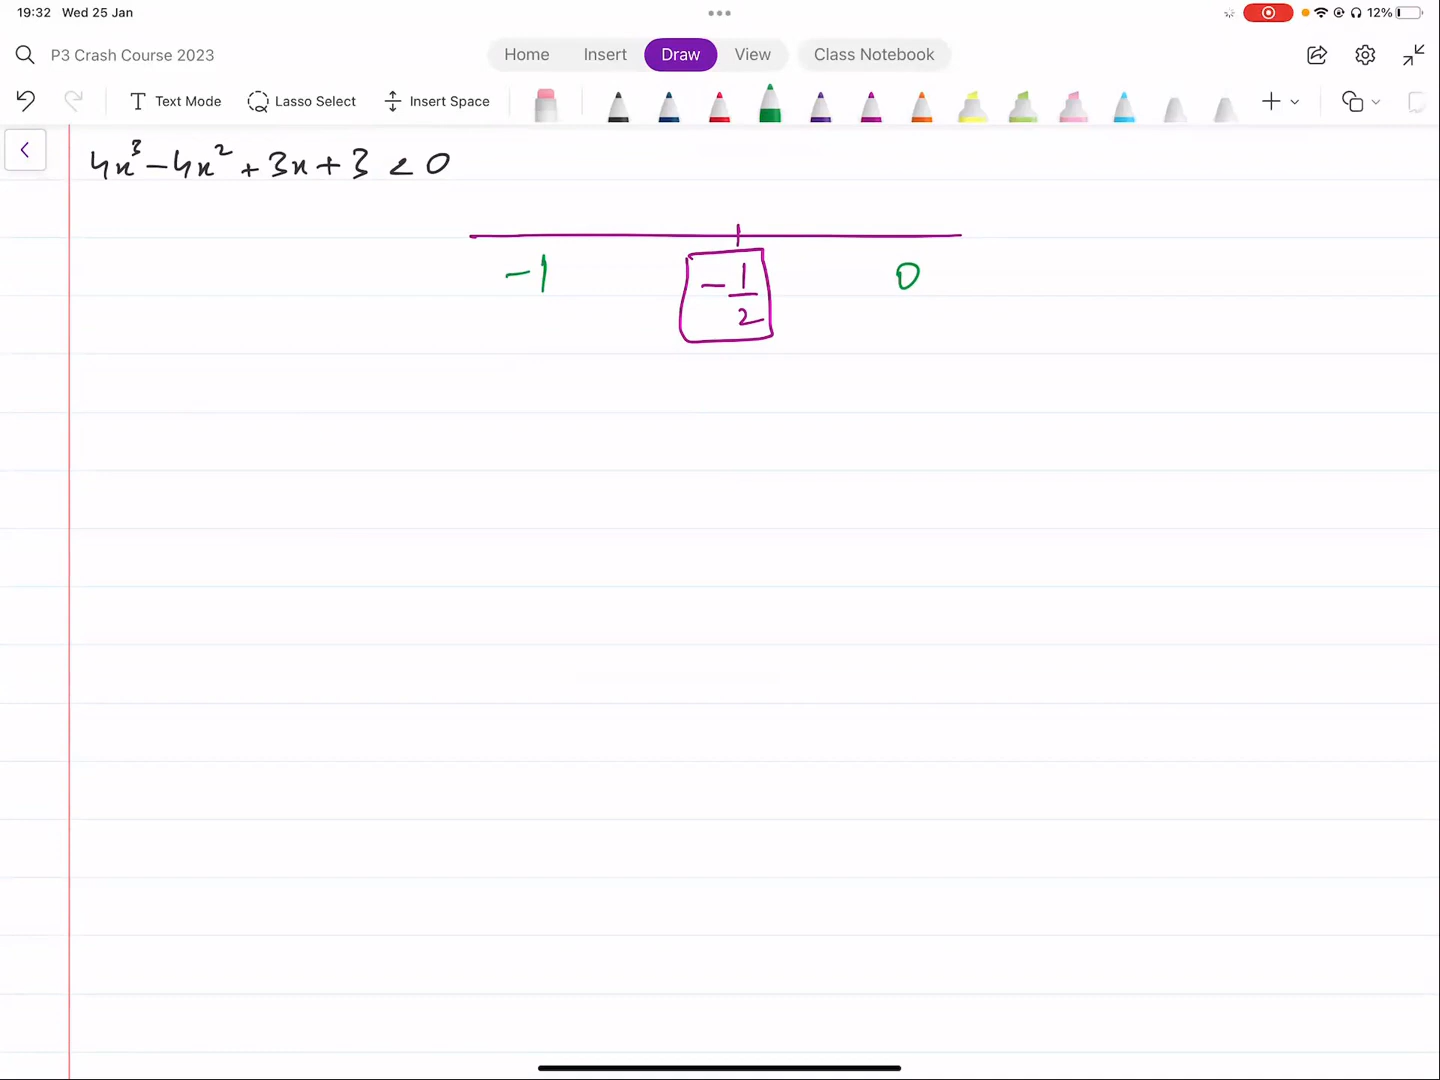 19:32 Wed 25 Jan
12%
P3 Crash Course 2023
Home Insert Draw View Class Notebook
Text Mode Lasso Select Insert Space
4x³ - 4x² + 3x + 3 < 0
-1 -1/2 0